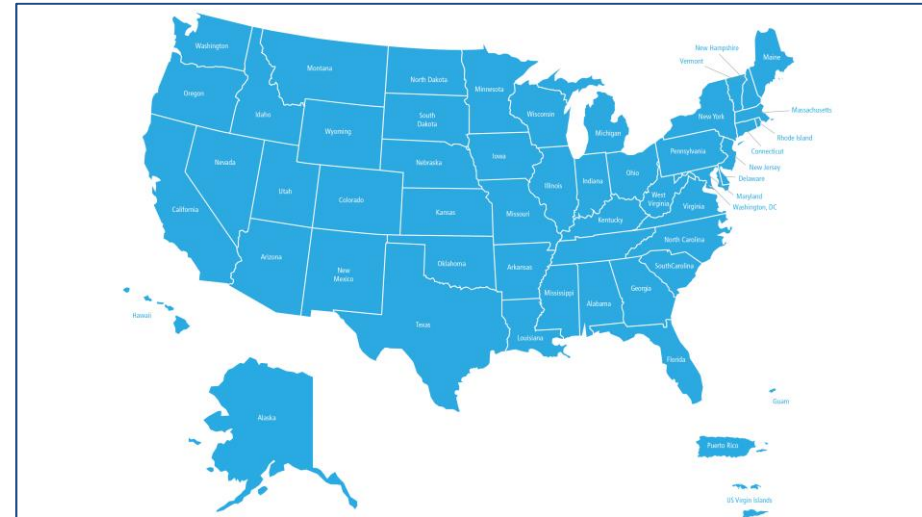 New Hampshire
Vermont
Washington
Maine
Montana
North Dakota
Minnesota
Oregon
Massachusetts
Idaho
South
Dakota
Wisconsin
New York
Rhode Island
Wyoming
Michigan
Connecticut
Pennsylvania
Nebraska
Iowa
New Jersay
Nevada
Ohio
Delaware
Utah
Illinois
Indiana
Colorado
West
Virginia
Maryland
Washington, DC
California
Kansas
Missouri
Virginia
Kentucky
North Carolina
Arizona
New
Mexico
Oklahoma
Arkansas
SouthCarolina
Mississippi
Alabama
Georgia
Hawaii
Texas
Louisiana
Florida
Guam
Alaska
Puerto Rico
US Virgin Islands